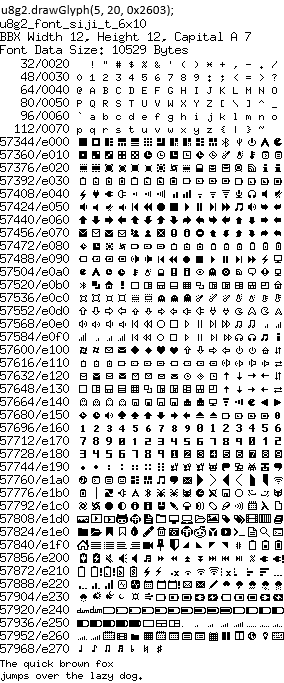 u8g2.drawGlyph(5, 20, 0x2603);
u8g2_font_siji_t_6x10
BBX Width 12, Height 12, Capital A 7
Font Data Size: 10529 Bytes
32/0020 ! " # $ % & ' ( ) * + , - . /
48/0030 0 1 2 3 4 5 6 7 8 9 : ; < = > ?
64/0040 @ A B C D E F G H I J K L M N O
80/0050 P Q R S T U V W X Y Z [ \ ] ^ _
96/0060 ` a b c d e f g h i j k l m n o
112/0070 p q r s t u v w x y z { | } ~
57344/e000
57360/e010
57376/e020
57392/e030
57408/e040
57424/e050
57440/e060
57456/e070
57472/e080
57488/e090
57504/e0a0
57520/e0b0
57536/e0c0
57552/e0d0
57568/e0e0
57584/e0f0
57600/e100
57616/e110
57632/e120
57648/e130
57664/e140
57680/e150
57696/e160 1 2 3 4 5 6 7 8 9 0 1 2 3 4 5 6
57712/e170 7 8 9 0 1 2 3 4 5 6 7 8 9 0 1 2
57728/e180 3 4 5 6 7 8 9 0
57744/e190
57760/e1a0
57776/e1b0
57792/e1c0
57808/e1d0
57824/e1e0
57840/e1f0
57856/e200
57872/e210
57888/e220
57904/e230
57920/e240
57936/e250
57952/e260
57968/e270
The quick brown fox
jumps over the lazy dog.